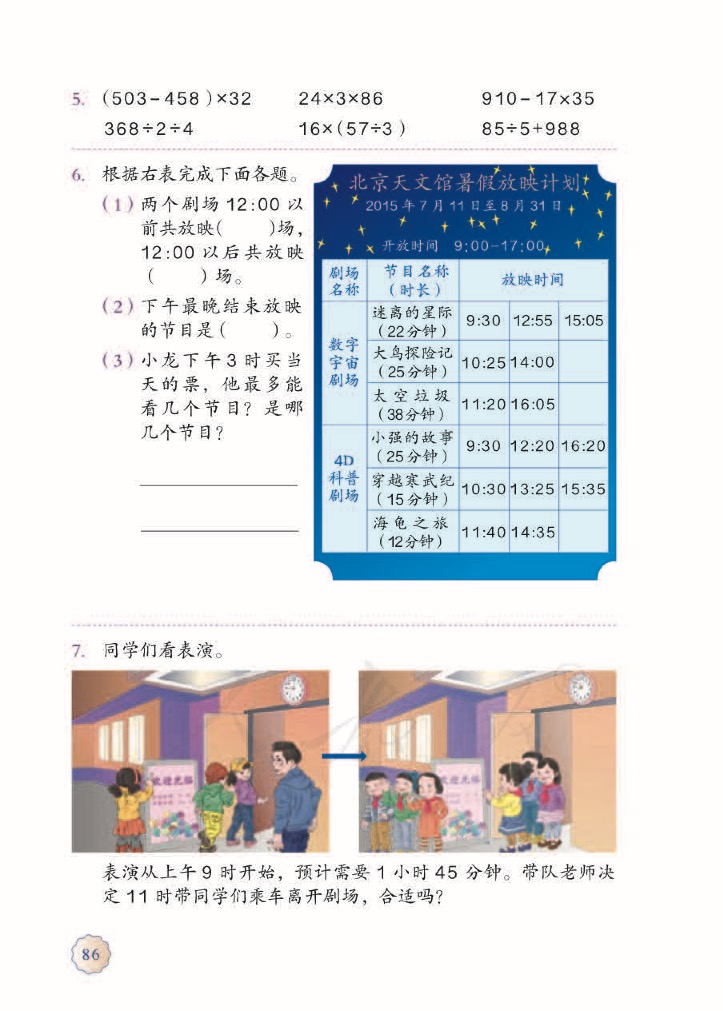 5. (503-458)×32 24×3×86 910-17×35
368÷2÷4 16×(57÷3) 85÷5+988
6. 根据右表完成下面各题。
(1) 两个剧场 12:00 以
前共放映( )场,
12:00 以后共放映
( )场。
(2) 下午最晚结束放映
的节目是( )。
(3) 小龙下午 3 时买当
天的票,他最多能
看几个节目?是哪
几个节目?
北京天文馆暑假放映计划
2015 年 7 月 11 日至 8 月 31 日
开放时间 9:00-17:00
剧场名称 节目名称(时长) 放映时间
数字宇宙剧场
迷离的星际(22分钟) 9:30 12:55 15:05
大鸟探险记(25分钟) 10:25 14:00
太空垃圾(38分钟) 11:20 16:05
4D科普剧场
小强的故事(25分钟) 9:30 12:20 16:20
穿越寒武纪(15分钟) 10:30 13:25 15:35
海龟之旅(12分钟) 11:40 14:35
7. 同学们看表演。
欢迎光临
欢迎光临
表演从上午 9 时开始,预计需要 1 小时 45 分钟。带队老师决
定 11 时带同学们乘车离开剧场,合适吗?
86